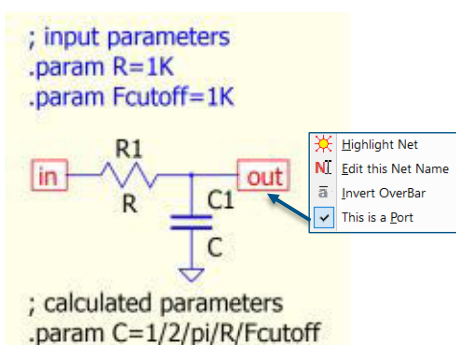 ; input parameters
.param R=1K
.param Fcutoff=1K
R1
in
out
R
C1
C
Highlight Net
NI Edit this Net Name
a Invert OverBar
This is a Port
; calculated parameters
.param C=1/2/pi/R/Fcutoff